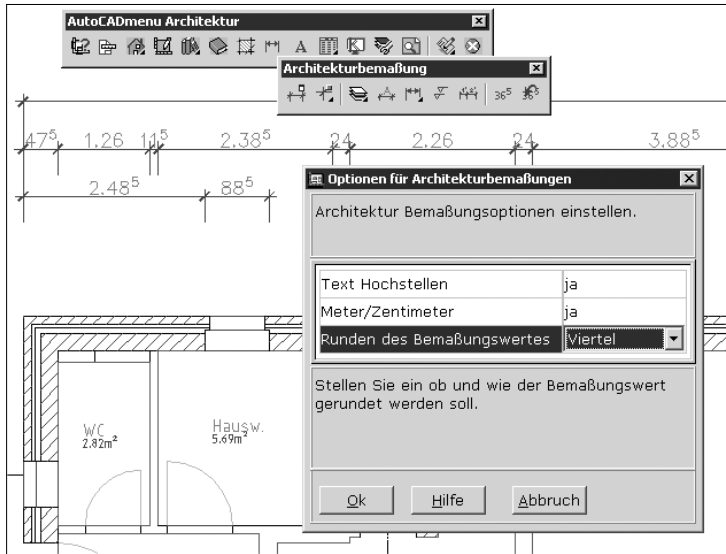 AutoCADmenu Architektur
A
Architekturbemaßung
36⁵
47⁵ 1.26 11⁵ 2.38⁵ 24 2.26 24 3.88⁵
2.48⁵ 88⁵
Optionen für Architekturbemaßungen
Architektur Bemaßungsoptionen einstellen.
Text Hochstellen ja
Meter/Zentimeter ja
Runden des Bemaßungswertes Viertel
Stellen Sie ein ob und wie der Bemaßungswert
gerundet werden soll.
WC
2.82m²
Hausw.
5.69m²
Ok Hilfe Abbruch